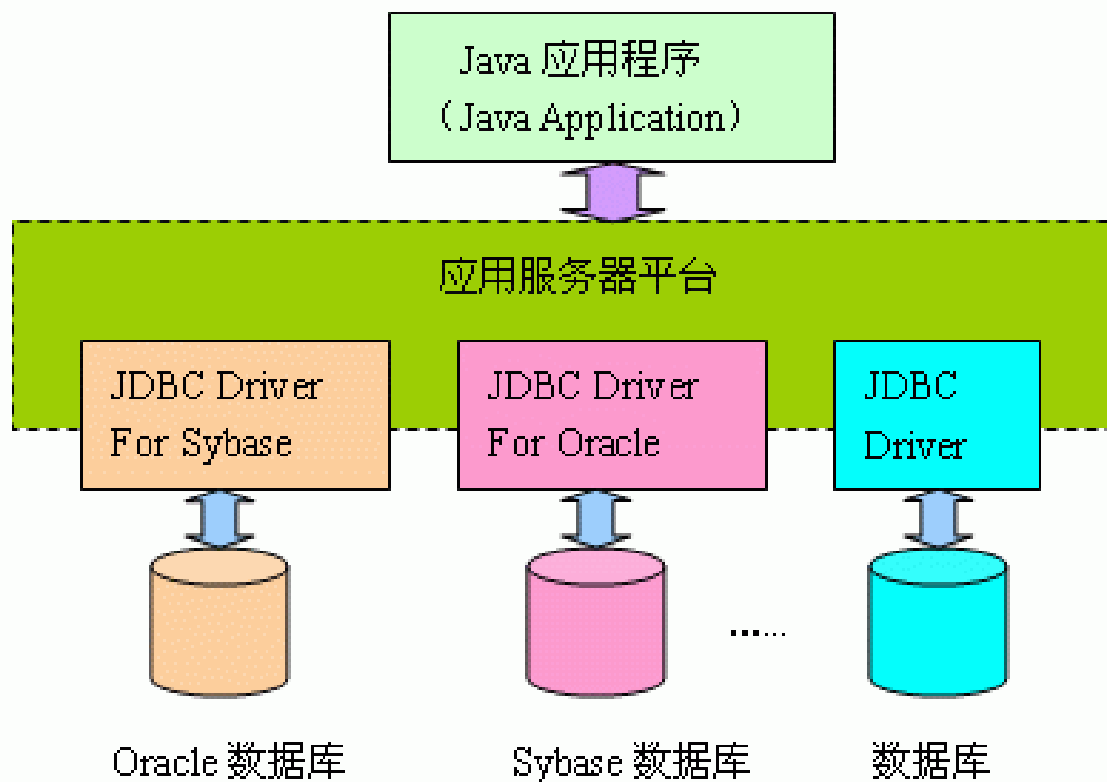 Java 应用程序
（Java Application）
应用服务器平台
JDBC Driver
For Sybase
JDBC Driver
For Oracle
JDBC
Driver
……
Oracle 数据库
Sybase 数据库
数据库